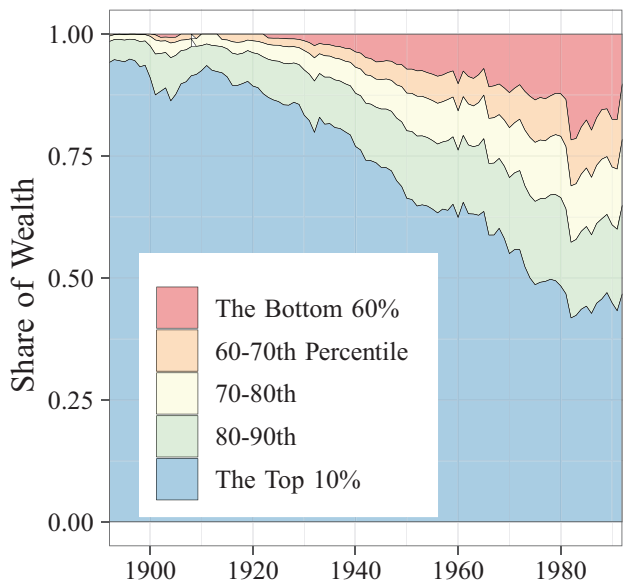 1.00
0.75
0.50
0.25
0.00
Share of Wealth
The Bottom 60%
60-70th Percentile
70-80th
80-90th
The Top 10%
1900 1920 1940 1960 1980